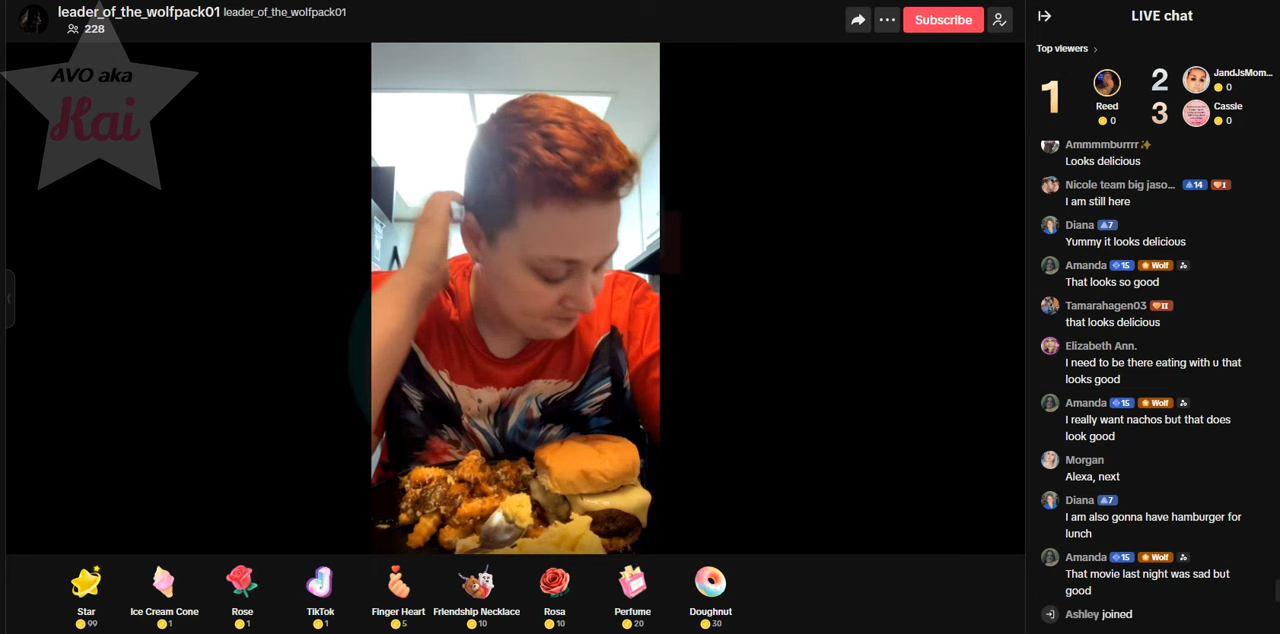 leader_of_the_wolfpack01 leader_of_the_wolfpack01
228
Subscribe
AVO aka
Kai
LIVE chat
Top viewers
1
Reed
0
2
JandJsMom...
0
3
Cassie
0
Ammmmburrrr
Looks delicious
Nicole team big jaso... 14 I
I am still here
Diana 7
Yummy it looks delicious
Amanda 15 Wolf
That looks so good
Tamarahagen03 II
that looks delicious
Elizabeth Ann.
I need to be there eating with u that
looks good
Amanda 15 Wolf
I really want nachos but that does
look good
Morgan
Alexa, next
Diana 7
I am also gonna have hamburger for
lunch
Amanda 15 Wolf
That movie last night was sad but
good
Ashley joined
Star
99
Ice Cream Cone
1
Rose
1
TikTok
1
Finger Heart
5
Friendship Necklace
10
Rosa
10
Perfume
20
Doughnut
30